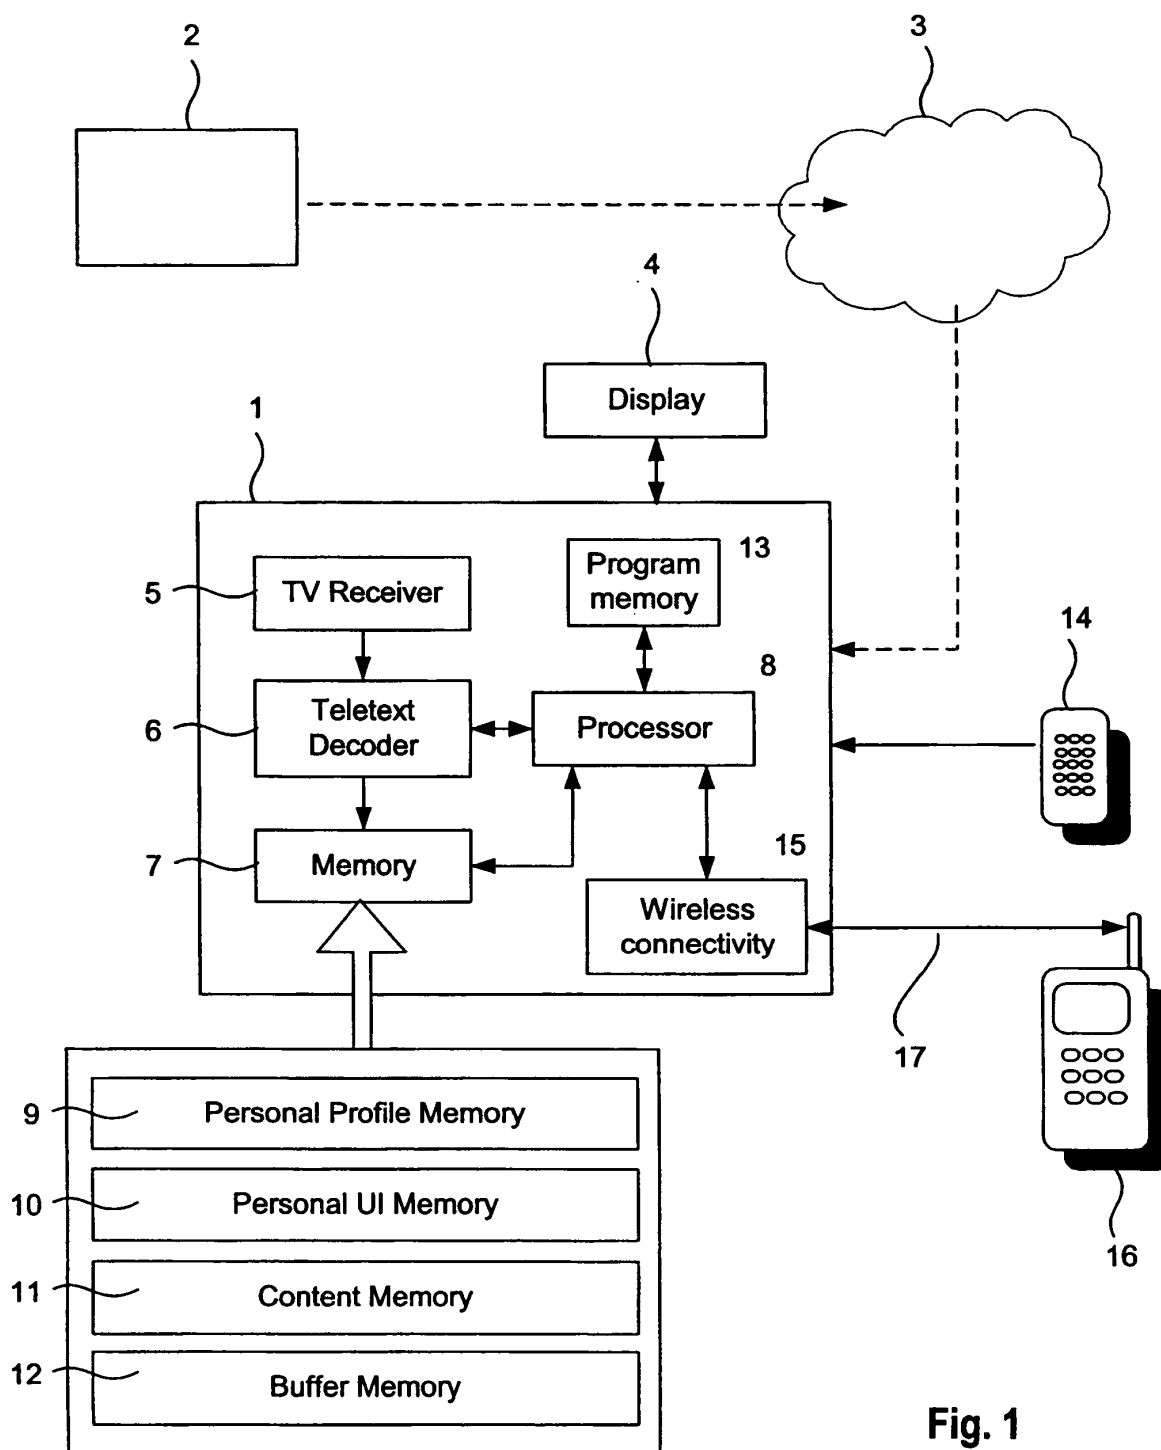 2
3
4
Display
1
5
TV Receiver
Program
memory
13
14
6
Teletext
Decoder
8
Processor
7
Memory
15
Wireless
connectivity
17
16
9
Personal Profile Memory
10
Personal UI Memory
11
Content Memory
12
Buffer Memory
Fig. 1